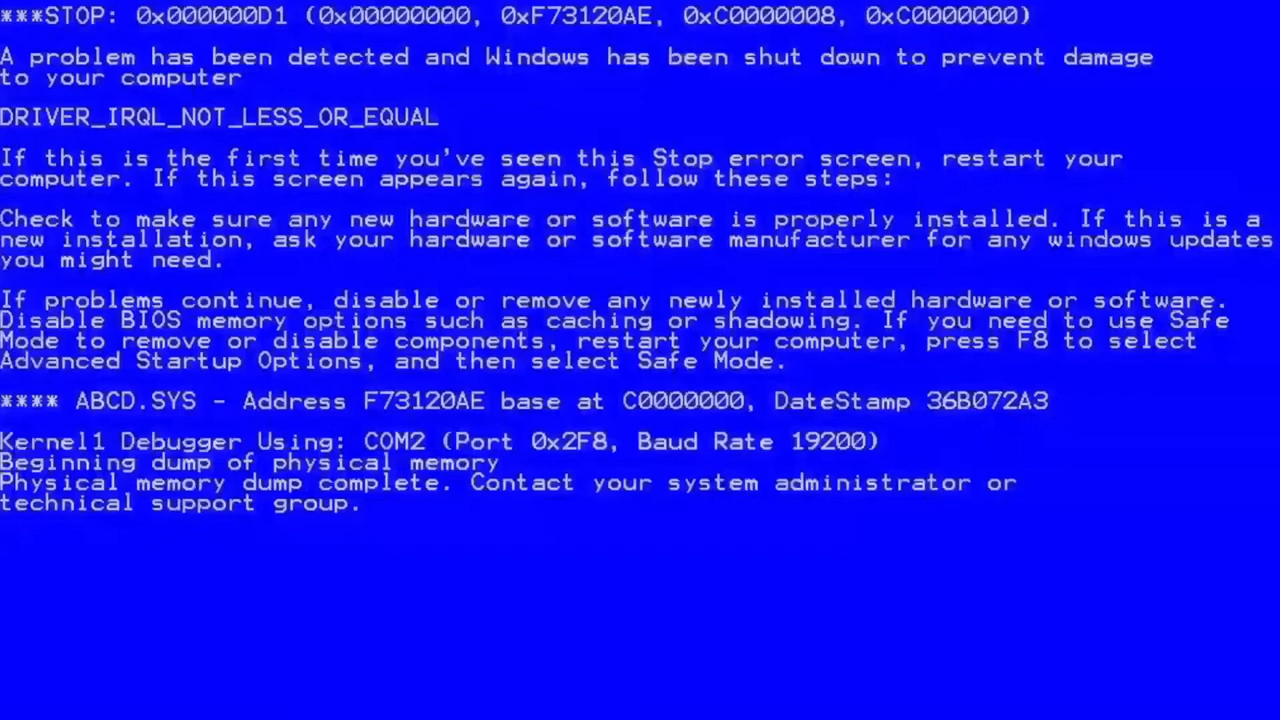 ***STOP: 0x000000D1 (0x00000000, 0xF73120AE, 0xC0000008, 0xC0000000)
A problem has been detected and Windows has been shut down to prevent damage
to your computer
DRIVER_IRQL_NOT_LESS_OR_EQUAL
If this is the first time you've seen this Stop error screen, restart your
computer. If this screen appears again, follow these steps:
Check to make sure any new hardware or software is properly installed. If this is a
new installation, ask your hardware or software manufacturer for any windows updates
you might need.
If problems continue, disable or remove any newly installed hardware or software.
Disable BIOS memory options such as caching or shadowing. If you need to use Safe
Mode to remove or disable components, restart your computer, press F8 to select
Advanced Startup Options, and then select Safe Mode.
**** ABCD.SYS - Address F73120AE base at C0000000, DateStamp 36B072A3
Kernel1 Debugger Using: COM2 (Port 0x2F8, Baud Rate 19200)
Beginning dump of physical memory
Physical memory dump complete. Contact your system administrator or
technical support group.